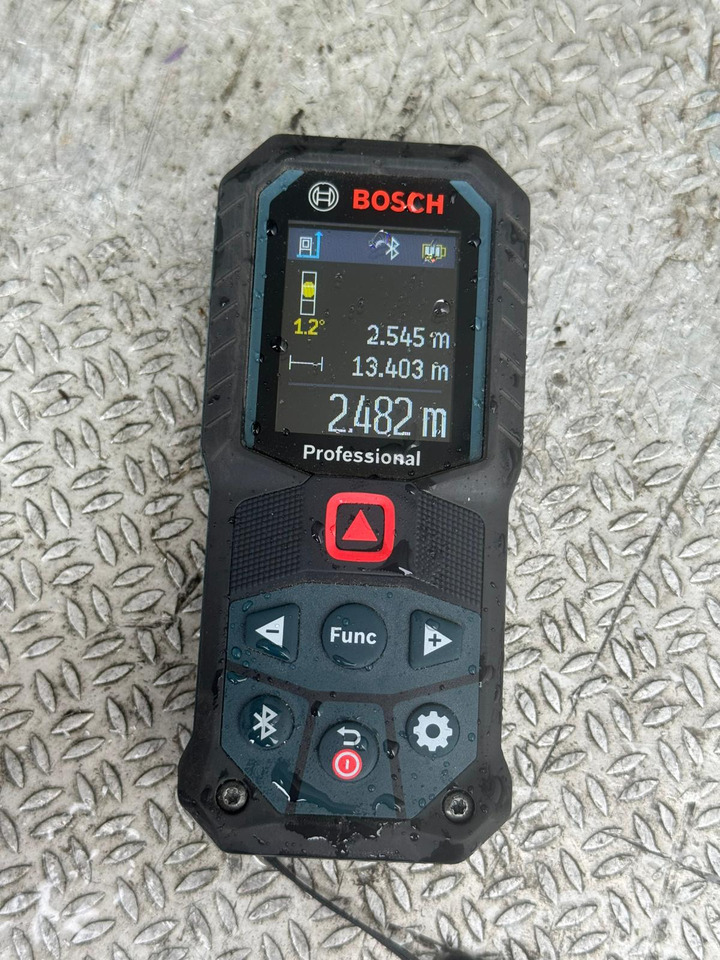 BOSCH
1.2°
2.545 m
13.403 m
2.482 m
Professional
Func